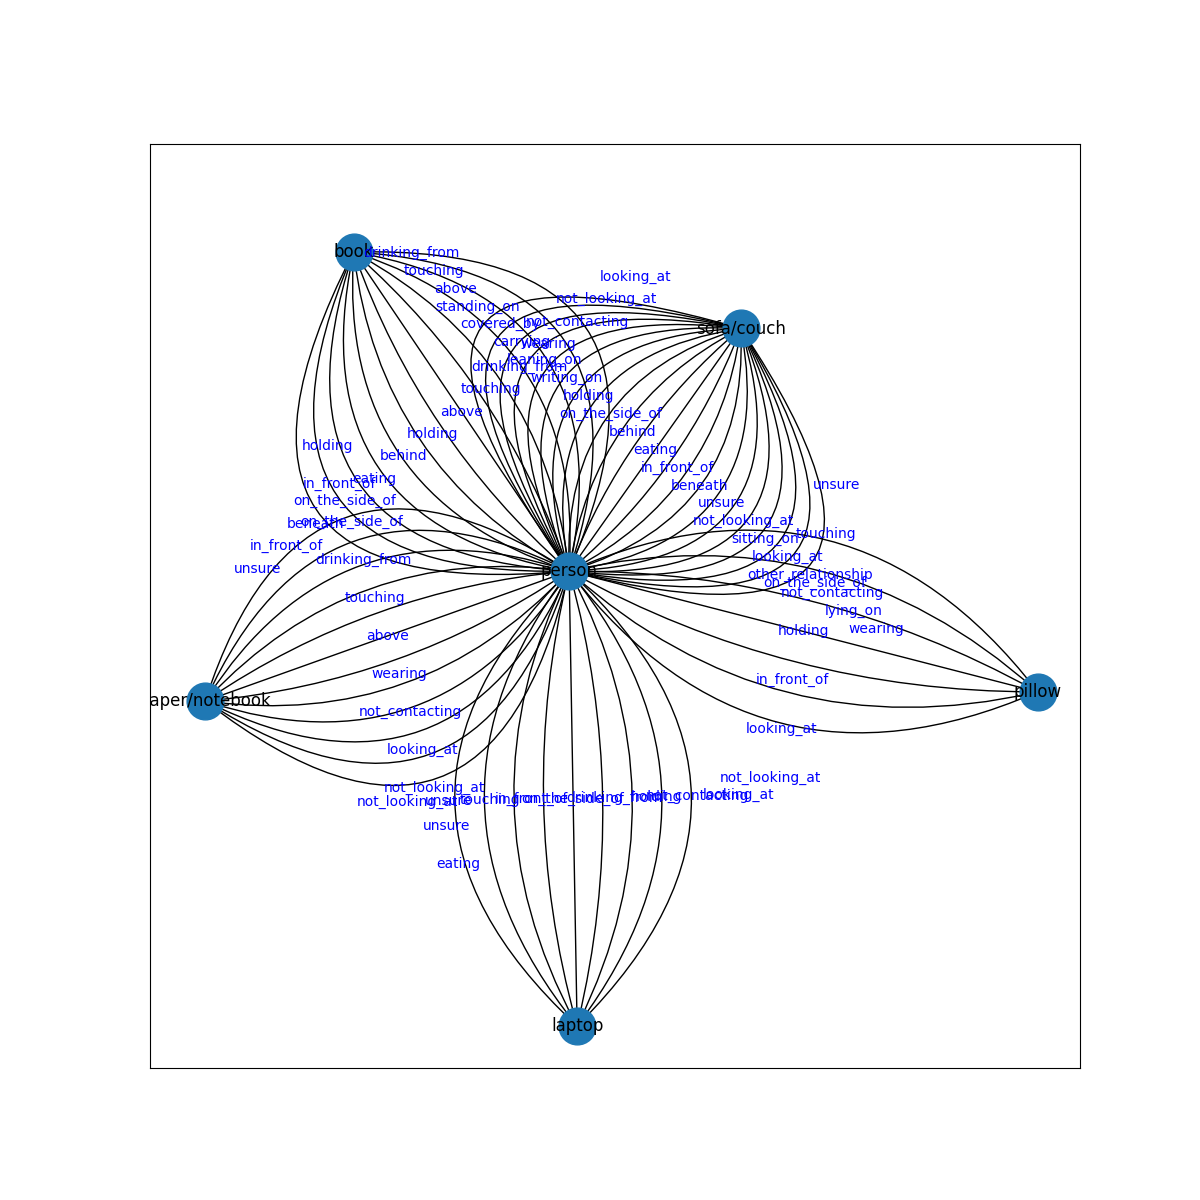 book
drinking_from
touching
looking_at
above
not_looking_at
standing_on
covered_by
not_contacting
sofa/couch
carrying
wearing
leaning_on
drinking_from
writing_on
touching
holding
above
on_the_side_of
holding
behind
holding
eating
behind
in_front_of
eating
in_front_of
beneath
unsure
on_the_side_of
unsure
beneath
on_the_side_of
not_looking_at
touching
sitting_on
in_front_of
looking_at
drinking_from
unsure
person
other_relationship
on_the_side_of
not_contacting
touching
lying_on
wearing
holding
above
wearing
in_front_of
pillow
aper/notebook
not_contacting
looking_at
looking_at
not_looking_at
not_looking_at
not_looking_at
unsure
touching
in_front_of
on_the_side_of
drinking_from
holding
not_contacting
looking_at
unsure
eating
laptop